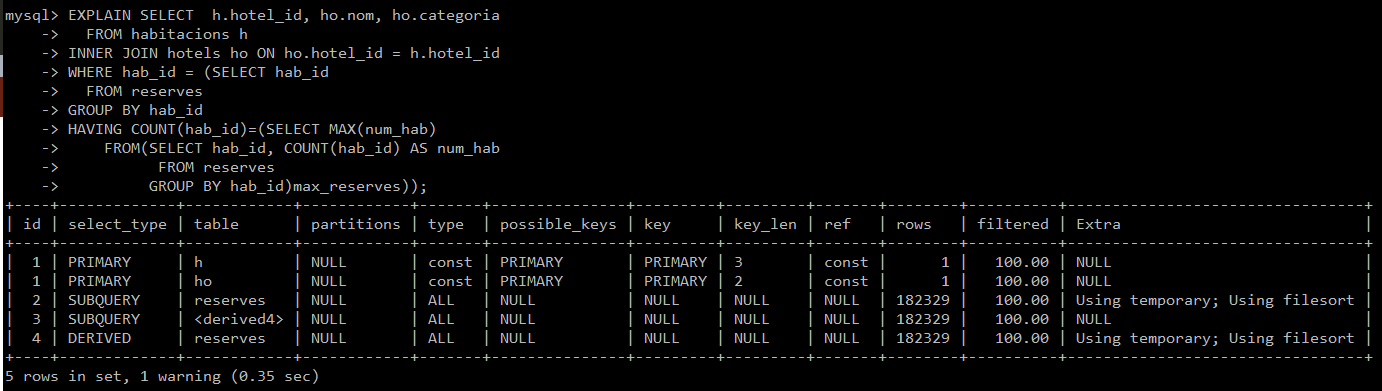 mysql> EXPLAIN SELECT  h.hotel_id, ho.nom, ho.categoria
    ->   FROM habitacions h
    -> INNER JOIN hotels ho ON ho.hotel_id = h.hotel_id
    -> WHERE hab_id = (SELECT hab_id
    ->   FROM reserves
    -> GROUP BY hab_id
    -> HAVING COUNT(hab_id)=(SELECT MAX(num_hab)
    ->     FROM(SELECT hab_id, COUNT(hab_id) AS num_hab
    ->           FROM reserves
    ->          GROUP BY hab_id)max_reserves));
+----+-------------+------------+------------+-------+---------------+---------+---------+-------+--------+----------+---------------------------------+
| id | select_type | table      | partitions | type  | possible_keys | key     | key_len | ref   | rows   | filtered | Extra                           |
+----+-------------+------------+------------+-------+---------------+---------+---------+-------+--------+----------+---------------------------------+
|  1 | PRIMARY     | h          | NULL       | const | PRIMARY       | PRIMARY | 3       | const |      1 |   100.00 | NULL                            |
|  1 | PRIMARY     | ho         | NULL       | const | PRIMARY       | PRIMARY | 2       | const |      1 |   100.00 | NULL                            |
|  2 | SUBQUERY    | reserves   | NULL       | ALL   | NULL          | NULL    | NULL    | NULL  | 182329 |   100.00 | Using temporary; Using filesort |
|  3 | SUBQUERY    | <derived4> | NULL       | ALL   | NULL          | NULL    | NULL    | NULL  | 182329 |   100.00 | NULL                            |
|  4 | DERIVED     | reserves   | NULL       | ALL   | NULL          | NULL    | NULL    | NULL  | 182329 |   100.00 | Using temporary; Using filesort |
+----+-------------+------------+------------+-------+---------------+---------+---------+-------+--------+----------+---------------------------------+
5 rows in set, 1 warning (0.35 sec)